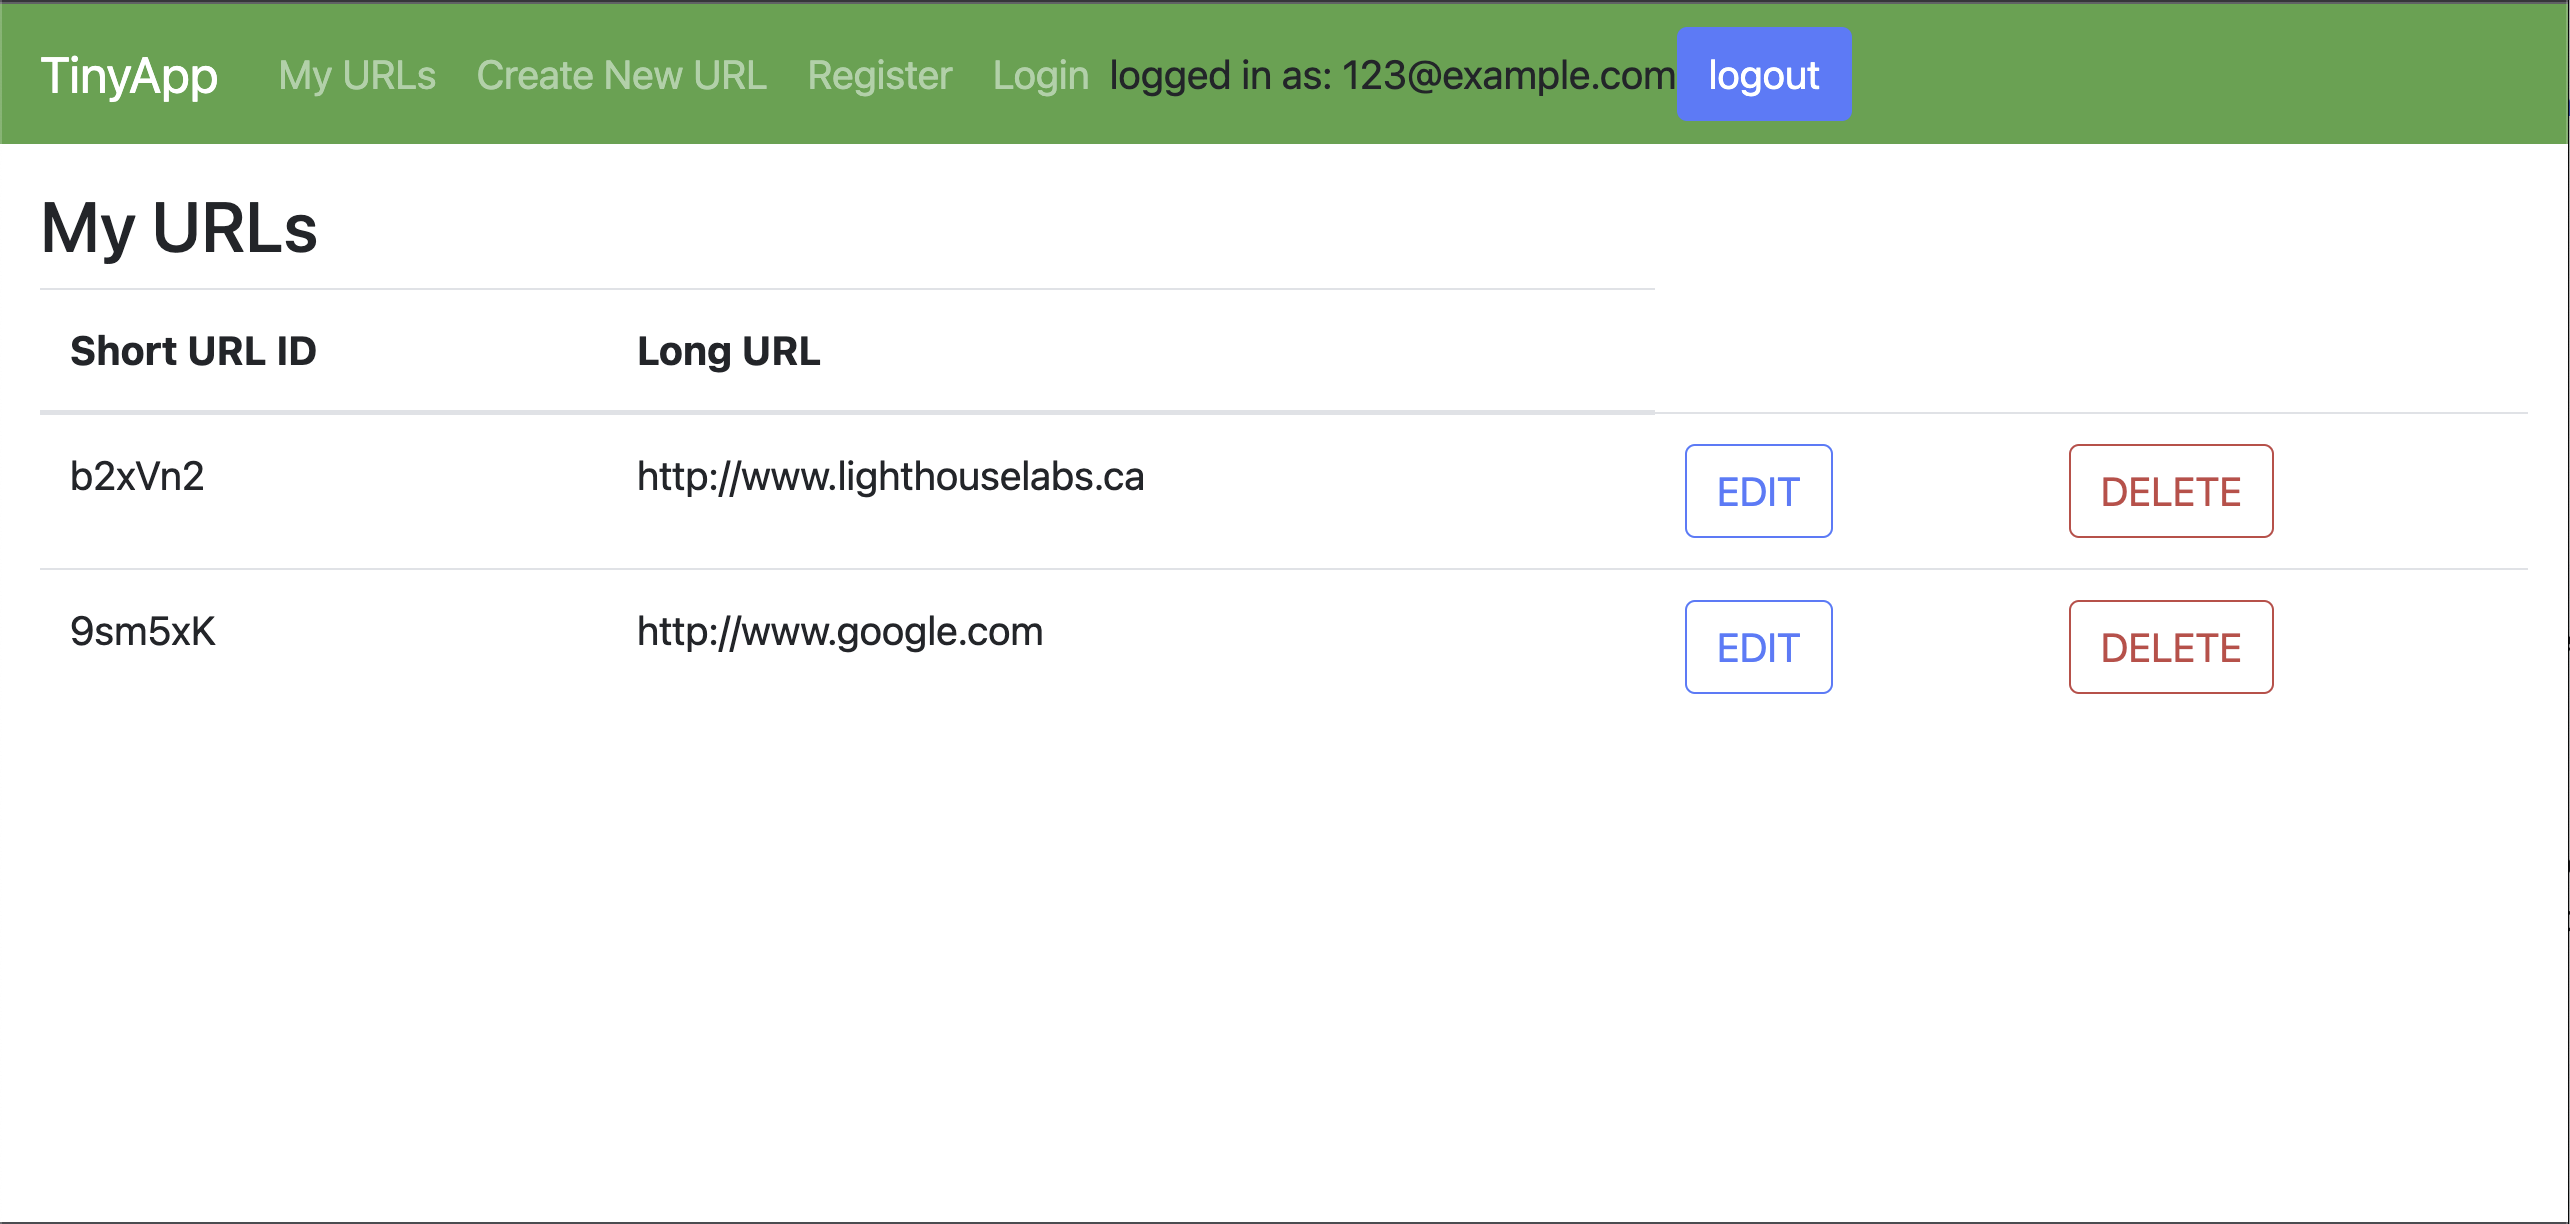 TinyApp My URLs Create New URL Register Login logged in as: 123@example.com logout
My URLs
Short URL ID Long URL
b2xVn2 http://www.lighthouselabs.ca EDIT DELETE
9sm5xK http://www.google.com EDIT DELETE